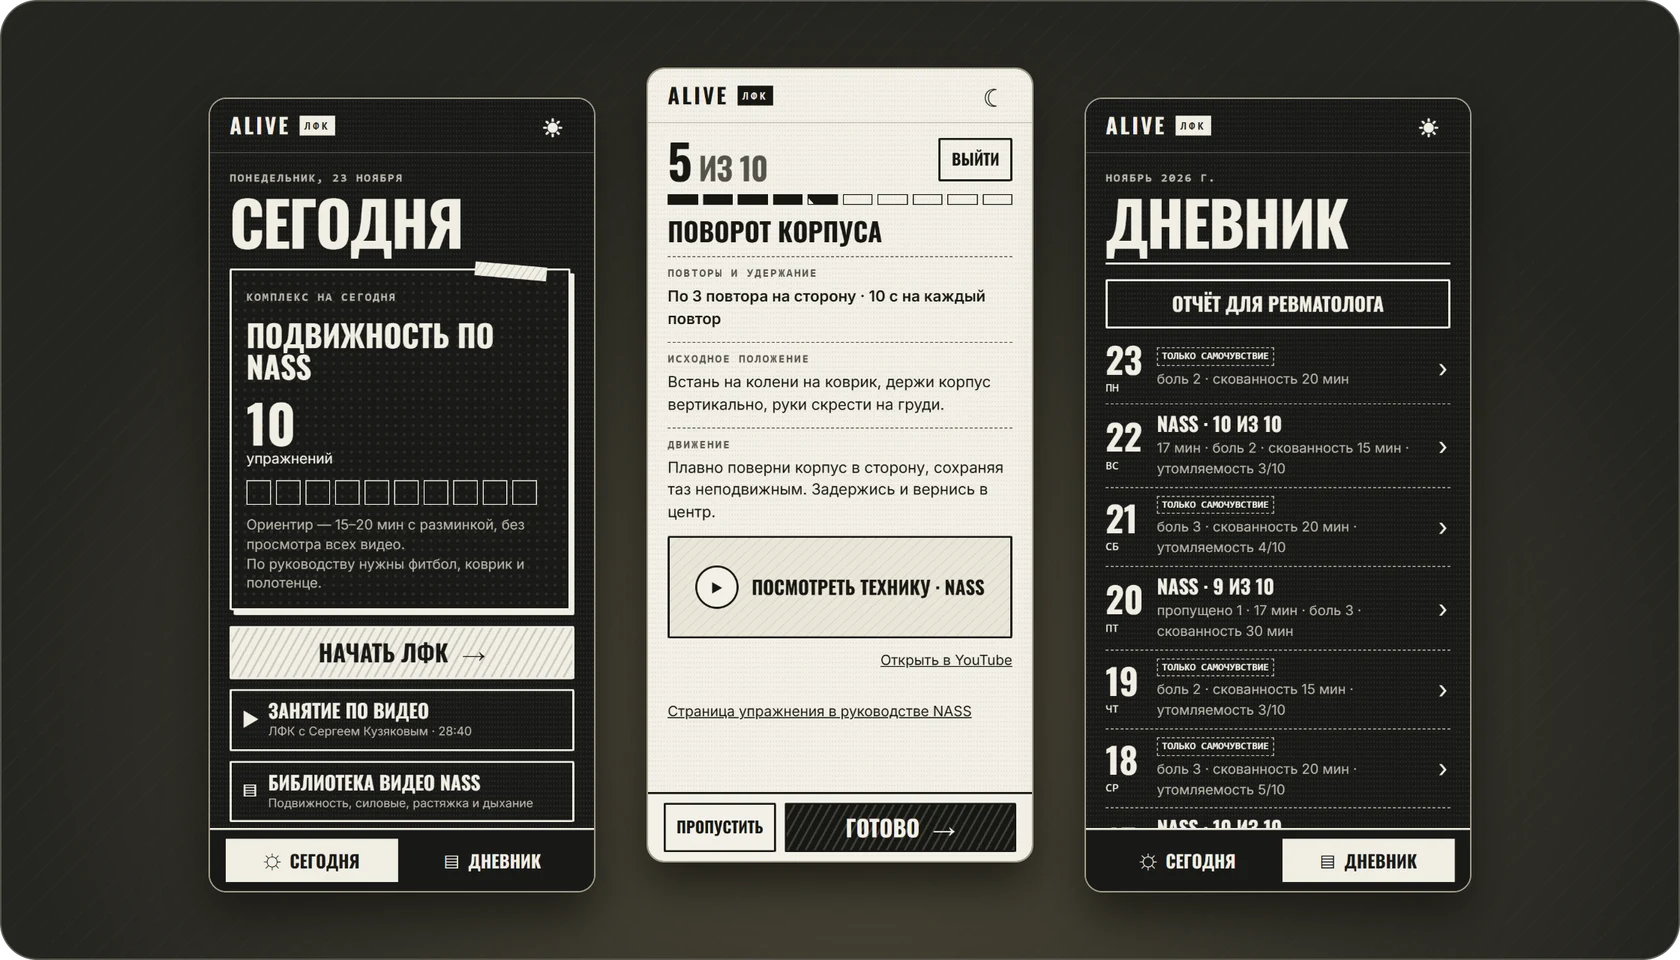 ALIVE ЛФК
ПОНЕДЕЛЬНИК, 23 НОЯБРЯ
СЕГОДНЯ
КОМПЛЕКС НА СЕГОДНЯ
ПОДВИЖНОСТЬ ПО
NASS
10
упражнений
Ориентир — 15–20 мин с разминкой, без
просмотра всех видео.
По руководству нужны фитбол, коврик и
полотенце.
НАЧАТЬ ЛФК →
ЗАНЯТИЕ ПО ВИДЕО
ЛФК с Сергеем Кузяковым · 28:40
БИБЛИОТЕКА ВИДЕО NASS
Подвижность, силовые, растяжка и дыхание
СЕГОДНЯ
ДНЕВНИК
ALIVE ЛФК
5 ИЗ 10
ВЫЙТИ
ПОВОРОТ КОРПУСА
ПОВТОРЫ И УДЕРЖАНИЕ
По 3 повтора на сторону · 10 с на каждый
повтор
ИСХОДНОЕ ПОЛОЖЕНИЕ
Встань на колени на коврик, держи корпус
вертикально, руки скрести на груди.
ДВИЖЕНИЕ
Плавно поверни корпус в сторону, сохраняя
таз неподвижным. Задержись и вернись в
центр.
ПОСМОТРЕТЬ ТЕХНИКУ · NASS
Открыть в YouTube
Страница упражнения в руководстве NASS
ПРОПУСТИТЬ
ГОТОВО →
ALIVE ЛФК
НОЯБРЬ 2026 Г.
ДНЕВНИК
ОТЧЁТ ДЛЯ РЕВМАТОЛОГА
23
ПН
ТОЛЬКО САМОЧУВСТВИЕ
боль 2 · скованность 20 мин
22
ВС
NASS · 10 ИЗ 10
17 мин · боль 2 · скованность 15 мин ·
утомляемость 3/10
21
СБ
ТОЛЬКО САМОЧУВСТВИЕ
боль 3 · скованность 20 мин ·
утомляемость 4/10
20
ПТ
NASS · 9 ИЗ 10
пропущено 1 · 17 мин · боль 3 ·
скованность 30 мин
19
ЧТ
ТОЛЬКО САМОЧУВСТВИЕ
боль 2 · скованность 15 мин ·
утомляемость 3/10
18
СР
ТОЛЬКО САМОЧУВСТВИЕ
боль 3 · скованность 20 мин ·
утомляемость 5/10
NASS · 10 ИЗ 10
СЕГОДНЯ
ДНЕВНИК